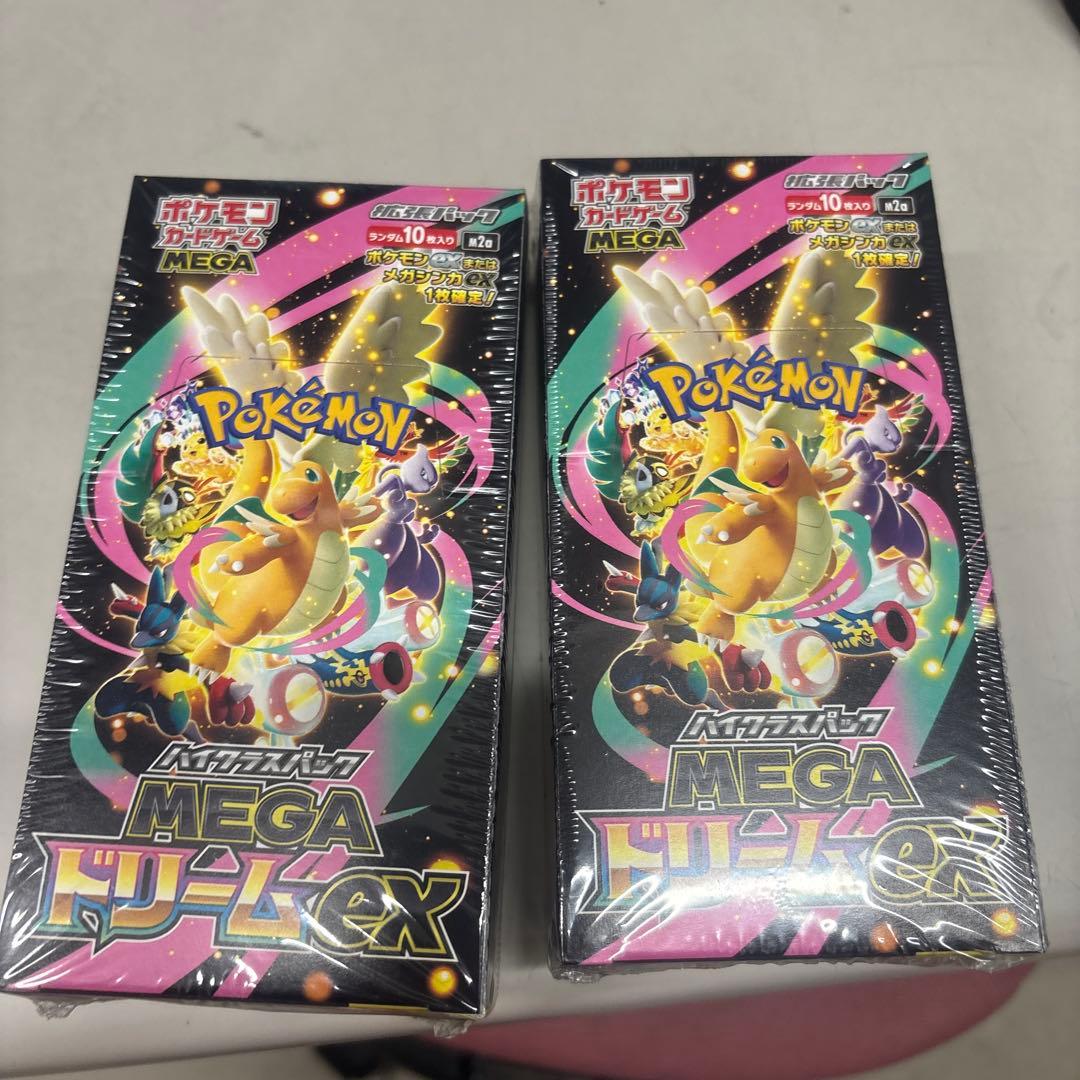 ポケモン
カードゲーム
MEGA
拡張パック
ランダム10枚入り M2a
ポケモンexまたは
メガシンカex
1枚確定!
POKéMON
ハイクラスパック
MEGA
ドリームex
ポケモン
カードゲーム
MEGA
拡張パック
ランダム10枚入り M2a
ポケモンexまたは
メガシンカex
1枚確定!
POKéMON
ハイクラスパック
MEGA
ドリームex